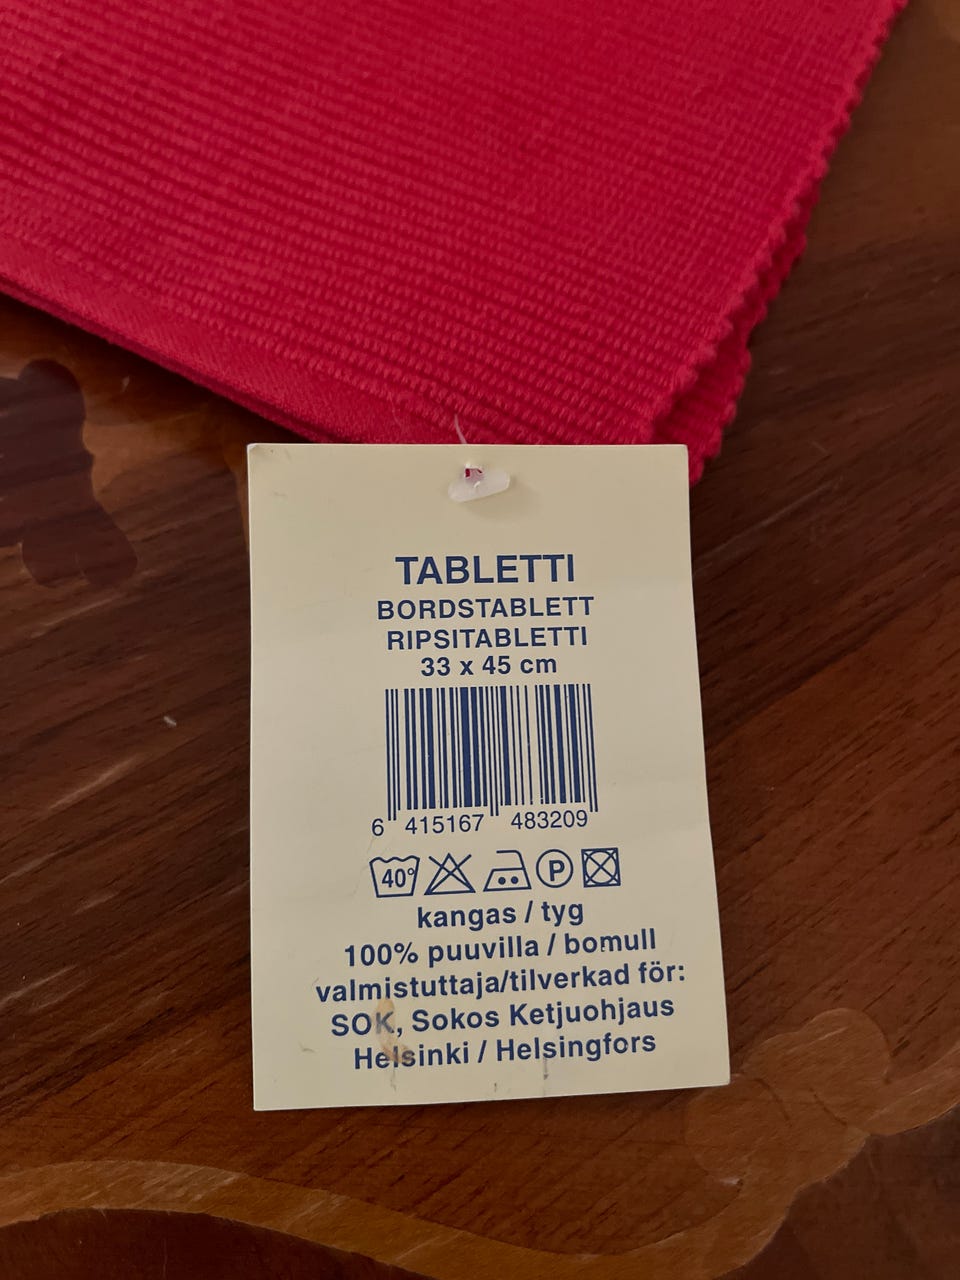 TABLETTI
BORDSTABLETT
RIPSITABLETTI
33 x 45 cm
6 415167 483209
40° P
kangas / tyg
100% puuvilla / bomull
valmistuttaja/tilverkad för:
SOK, Sokos Ketjuohjaus
Helsinki / Helsingfors